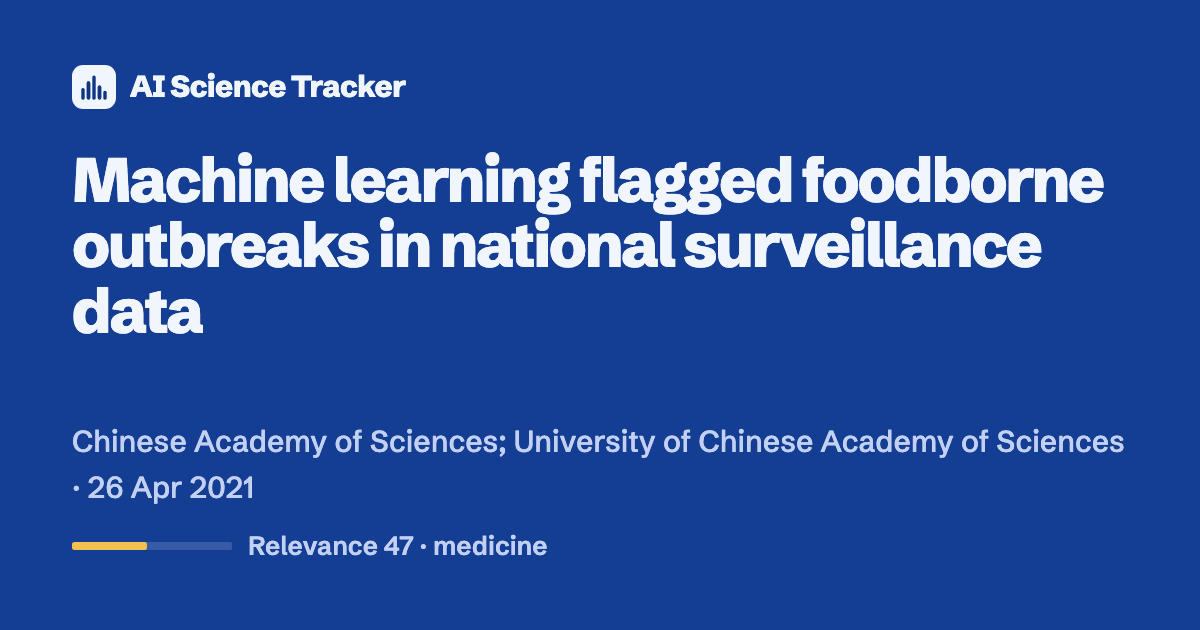 AI Science Tracker
Machine learning flagged foodborne
outbreaks in national surveillance
data
Chinese Academy of Sciences; University of Chinese Academy of Sciences
· 26 Apr 2021
Relevance 47 · medicine